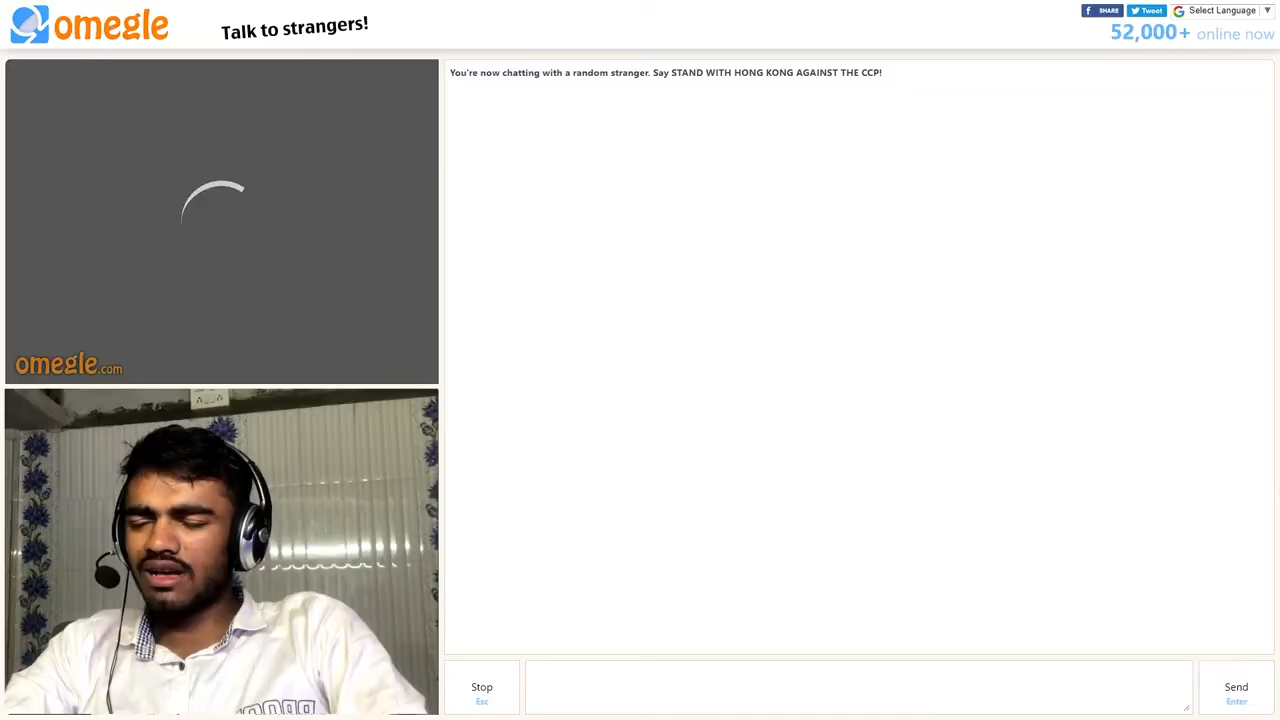 omegle
Talk to strangers!
SHARE
Tweet
Select Language
52,000+ online now
You're now chatting with a random stranger. Say STAND WITH HONG KONG AGAINST THE CCP!
omegle.com
Stop
Esc
Send
Enter